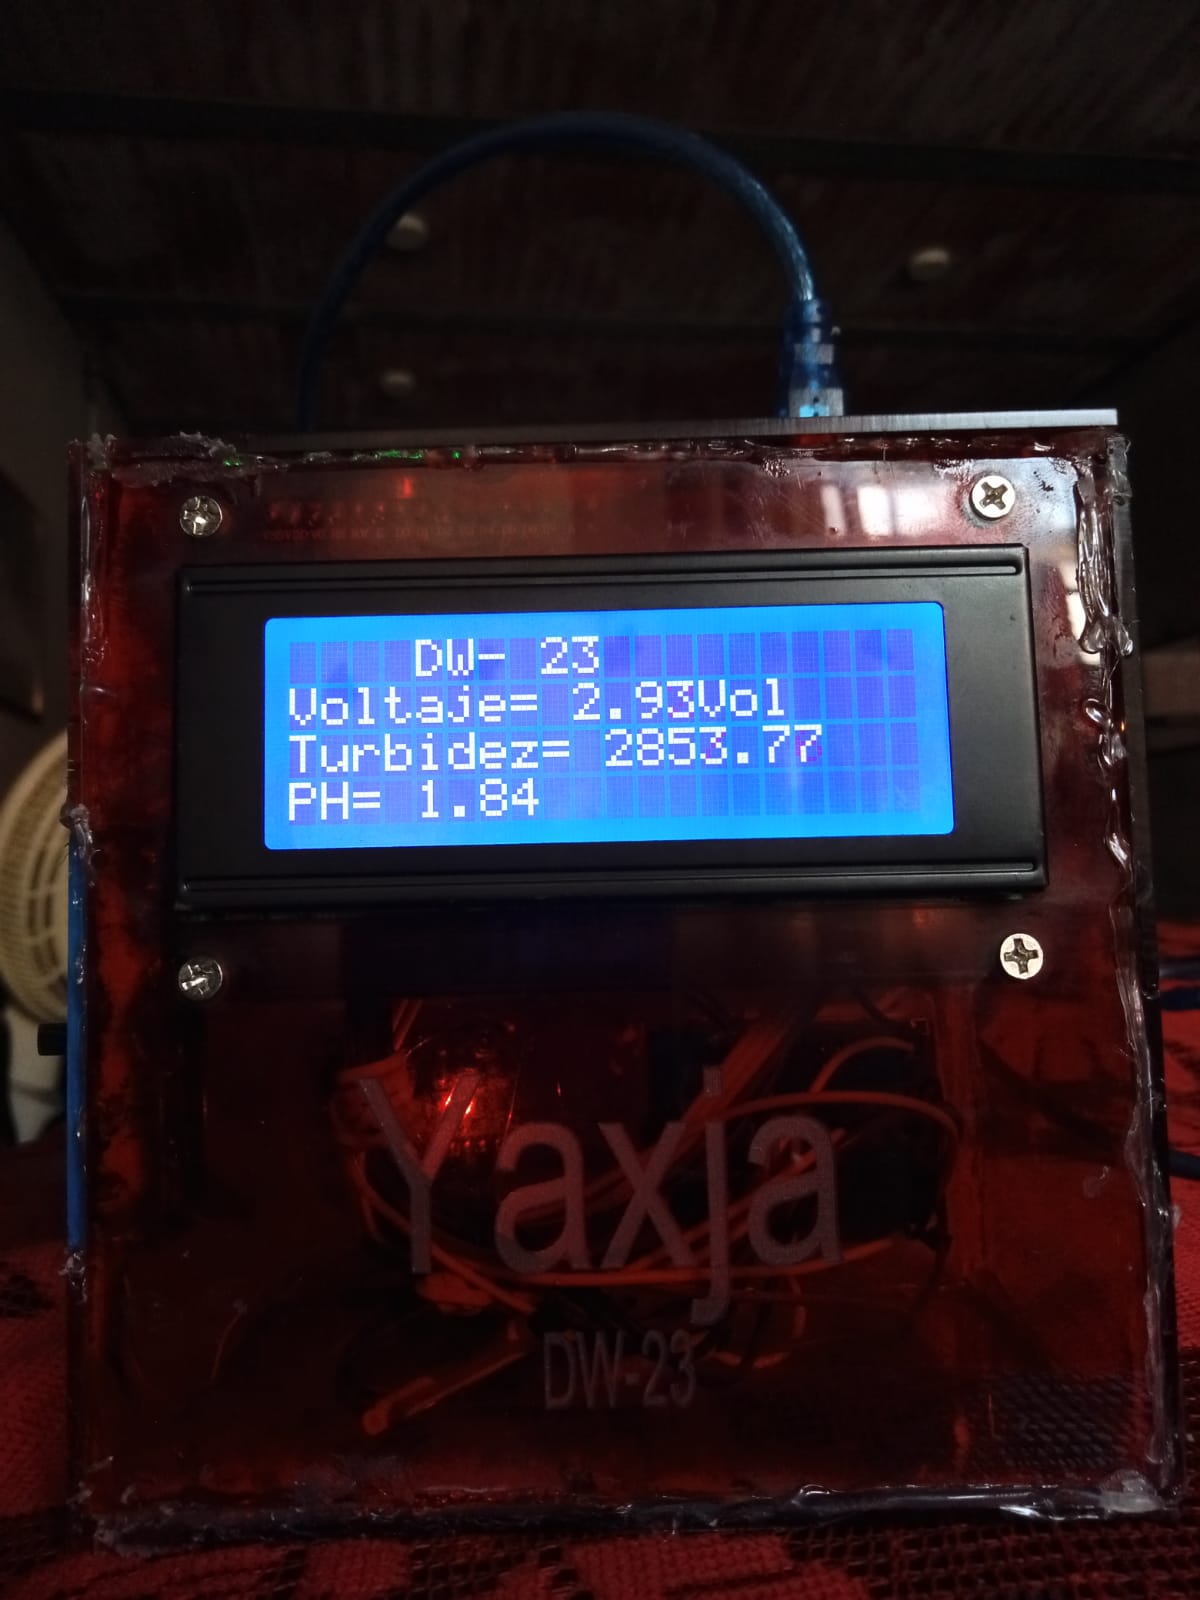 DW- 23
Voltaje= 2.93Vol
Turbidez= 2853.77
PH= 1.84
Yaxja
DW-23